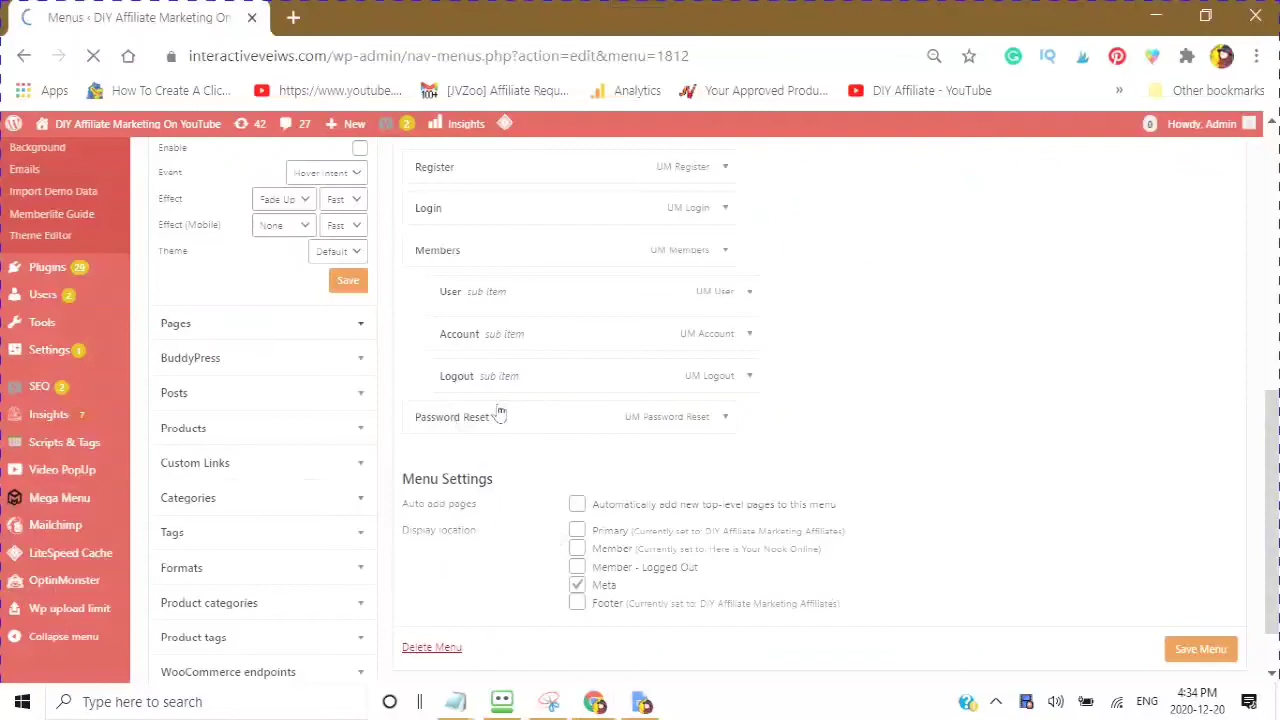 Menus ‹ DIY Affiliate Marketing On
interactiveveiws.com/wp-admin/nav-menus.php?action=edit&menu=1812
Apps How To Create A Clic... https://www.youtube.... [JVZoo] Affiliate Requ... Analytics Your Approved Produ... DIY Affiliate - YouTube » Other bookmarks
DIY Affiliate Marketing On YouTube 42 27 New 2 Insights 0 Howdy, Admin
Background
Emails
Import Demo Data
Memberlite Guide
Theme Editor
Plugins 29
Users 2
Tools
Settings 1
SEO 2
Insights 7
Scripts & Tags
Video PopUp
Mega Menu
Mailchimp
LiteSpeed Cache
OptinMonster
Wp upload limit
Collapse menu
Enable
Event Hover Intent
Effect Fade Up Fast
Effect (Mobile) None Fast
Theme Default
Save
Pages
BuddyPress
Posts
Products
Custom Links
Categories
Tags
Formats
Product categories
Product tags
WooCommerce endpoints
Register UM Register
Login UM Login
Members UM Members
User sub item UM User
Account sub item UM Account
Logout sub item UM Logout
Password Reset UM Password Reset
Menu Settings
Auto add pages Automatically add new top-level pages to this menu
Display location Primary (Currently set to: DIY Affiliate Marketing Affiliates)
Member (Currently set to: Here is Your Nook Online)
Member - Logged Out
Meta
Footer (Currently set to: DIY Affiliate Marketing Affiliates)
Delete Menu Save Menu
Type here to search
ENG
4:34 PM
2020-12-20